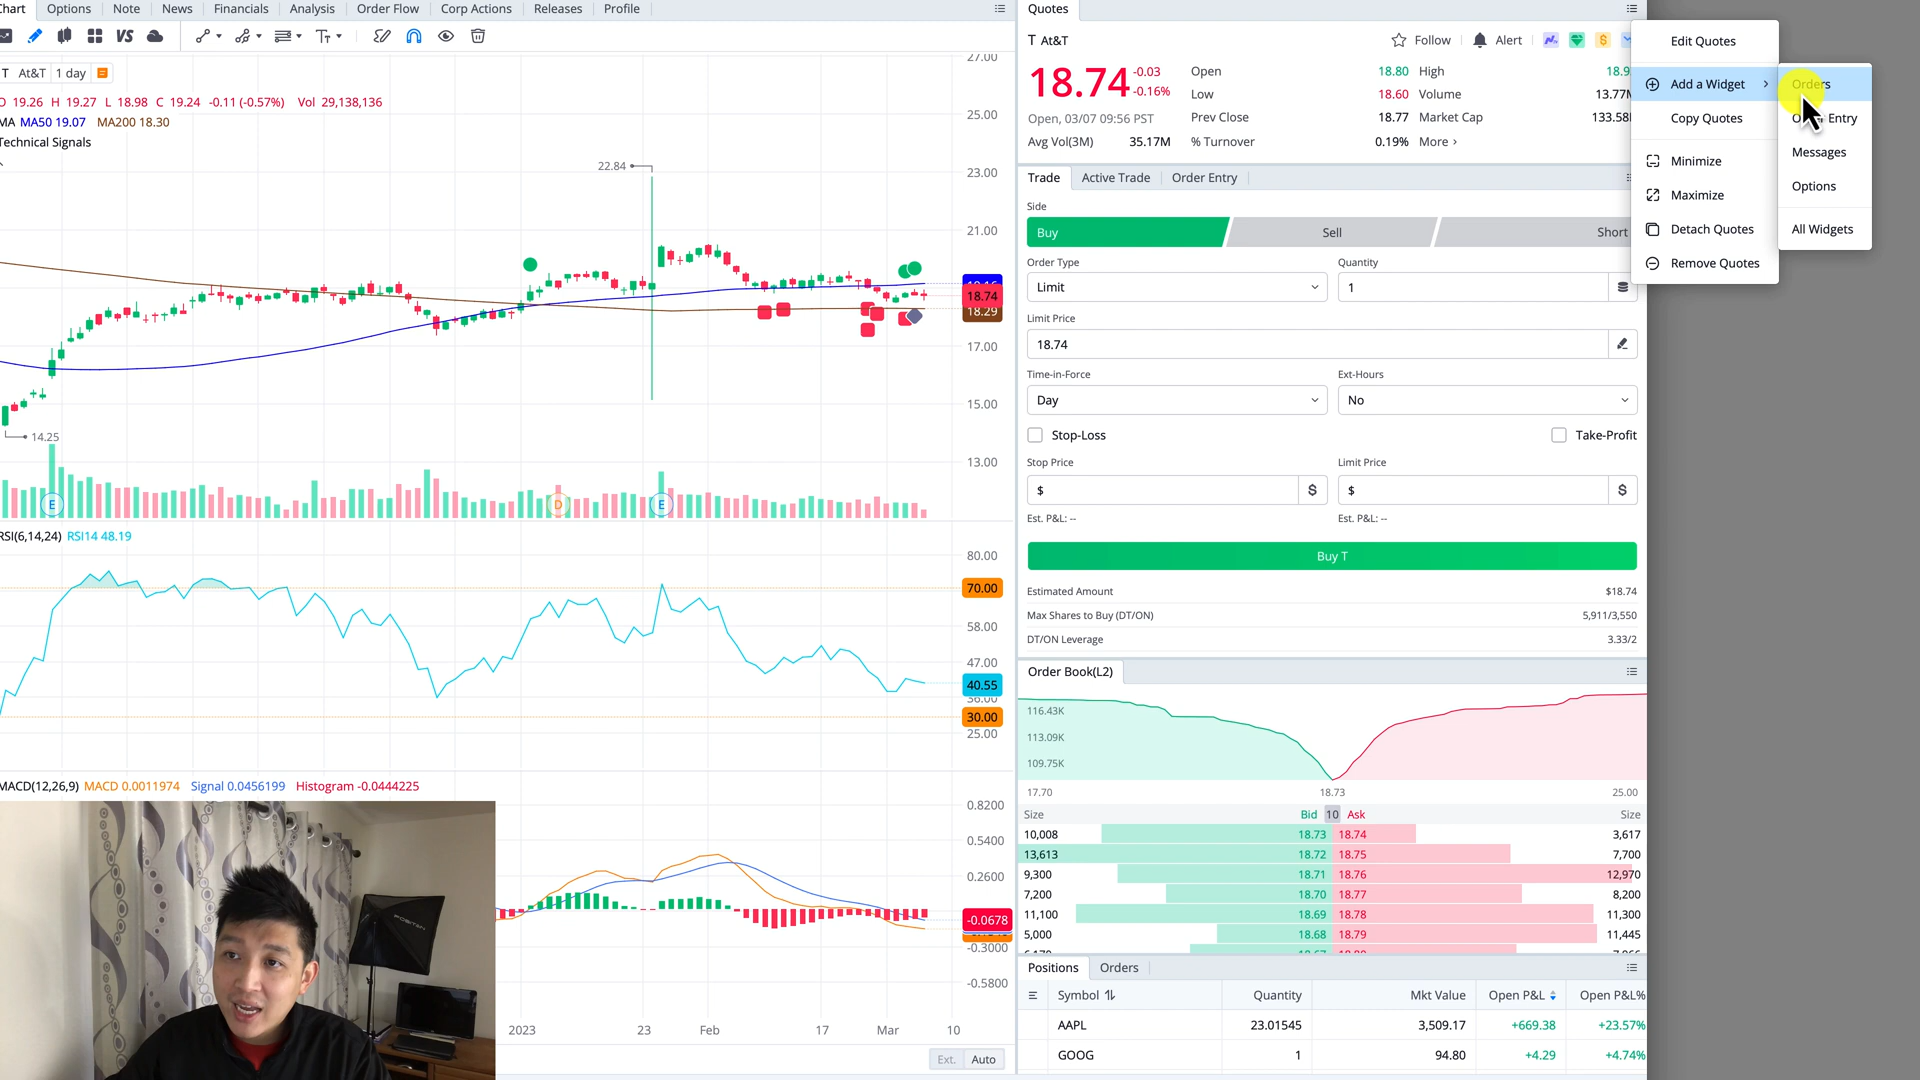 Chart Options Note News Financials Analysis Order Flow Corp Actions Releases Profile
VS
T At&T 1 day
O 19.26 H 19.27 L 18.98 C 19.24 -0.11 (-0.57%) Vol 29,138,136
MA MA50 19.07 MA200 18.30
Technical Signals
22.84
14.25
27.00
25.00
23.00
21.00
18.74
18.29
17.00
15.00
13.00
E
D
E
RSI(6,14,24) RSI14 48.19
80.00
70.00
58.00
47.00
40.55
36.00
30.00
25.00
MACD(12,26,9) MACD 0.0011974 Signal 0.0456199 Histogram -0.0444225
0.8200
0.5400
0.2600
-0.0678
-0.3000
-0.5800
2023 23 Feb 17 Mar 10
Ext. Auto
Quotes
T At&T
Follow Alert
18.74 -0.03
-0.16%
Open, 03/07 09:56 PST
Open 18.80 High
Low 18.60 Volume 13.77M
Prev Close 18.77 Market Cap
Avg Vol(3M) 35.17M % Turnover 0.19% More >
Trade Active Trade Order Entry
Side
Buy Sell Short
Order Type Quantity
Limit 1
Limit Price
18.74
Time-in-Force Ext-Hours
Day No
Stop-Loss Take-Profit
Stop Price Limit Price
$ $ $ $
Est. P&L: -- Est. P&L: --
Buy T
Estimated Amount $18.74
Max Shares to Buy (DT/ON) 5,911/3,550
DT/ON Leverage 3.33/2
Order Book(L2)
116.43K
113.09K
109.75K
17.70 18.73 25.00
Size Bid 10 Ask Size
10,008 18.73 18.74 3,617
13,613 18.72 18.75 7,700
9,300 18.71 18.76 12,970
7,200 18.70 18.77 8,200
11,100 18.69 18.78 11,300
5,000 18.68 18.79 11,445
Positions Orders
Symbol Quantity Mkt Value Open P&L Open P&L%
AAPL 23.01545 3,509.17 +669.38 +23.57%
GOOG 1 94.80 +4.29 +4.74%
Edit Quotes
Add a Widget >
Copy Quotes
Minimize
Maximize
Detach Quotes
Remove Quotes
Orders
Entry
Messages
Options
All Widgets